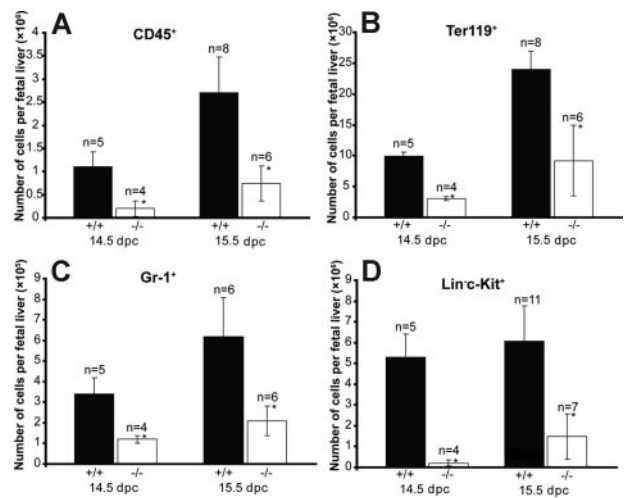 A
CD45⁺
Number of cells per fetal liver (×10⁶)
4
3.5
3
2.5
2
1.5
1
0.5
0
n=5
n=4
*
n=8
n=6
*
+/+ -/- +/+ -/-
14.5 dpc 15.5 dpc
B
Ter119⁺
Number of cells per fetal liver (×10⁶)
30
25
20
15
10
5
0
n=5
n=4
*
n=8
n=6
*
+/+ -/- +/+ -/-
14.5 dpc 15.5 dpc
C
Gr-1⁺
Number of cells per fetal liver (×10⁵)
9
8
7
6
5
4
3
2
1
0
n=5
n=4
*
n=6
n=6
*
+/+ -/- +/+ -/-
14.5 dpc 15.5 dpc
D
Lin⁻c-Kit⁺
Number of cells per fetal liver (×10⁵)
9
8
7
6
5
4
3
2
1
0
n=5
n=4
*
n=11
n=7
*
+/+ -/- +/+ -/-
14.5 dpc 15.5 dpc